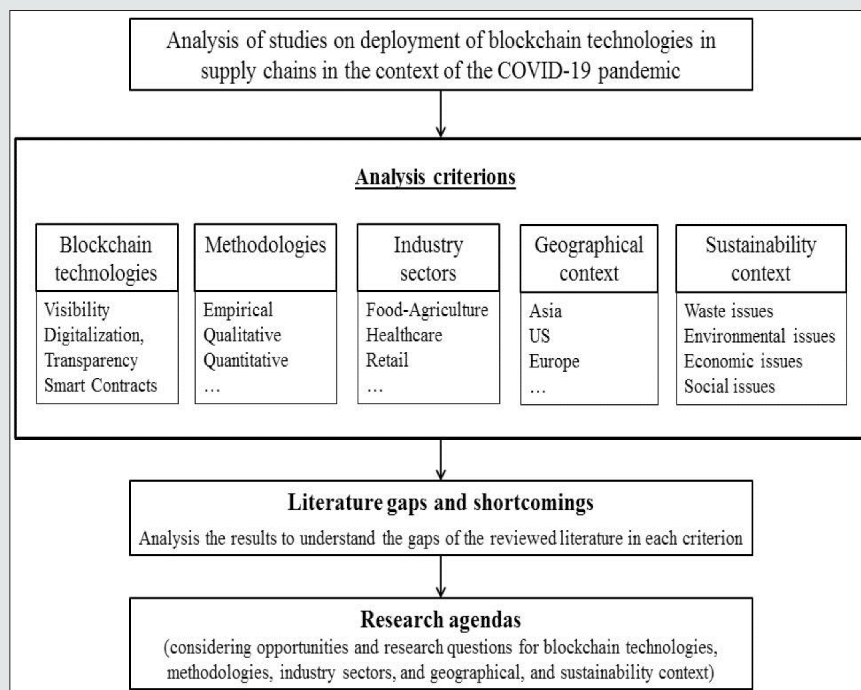 Analysis of studies on deployment of blockchain technologies in
supply chains in the context of the COVID-19 pandemic
Analysis criterions
Blockchain
technologies
Visibility
Digitalization,
Transparency
Smart Contracts
Methodologies
Empirical
Qualitative
Quantitative
…
Industry
sectors
Food-Agriculture
Healthcare
Retail
…
Geographical
context
Asia
US
Europe
…
Sustainability
context
Waste issues
Environmental issues
Economic issues
Social issues
Literature gaps and shortcomings
Analysis the results to understand the gaps of the reviewed literature in each criterion
Research agendas
(considering opportunities and research questions for blockchain technologies,
methodologies, industry sectors, and geographical, and sustainability context)